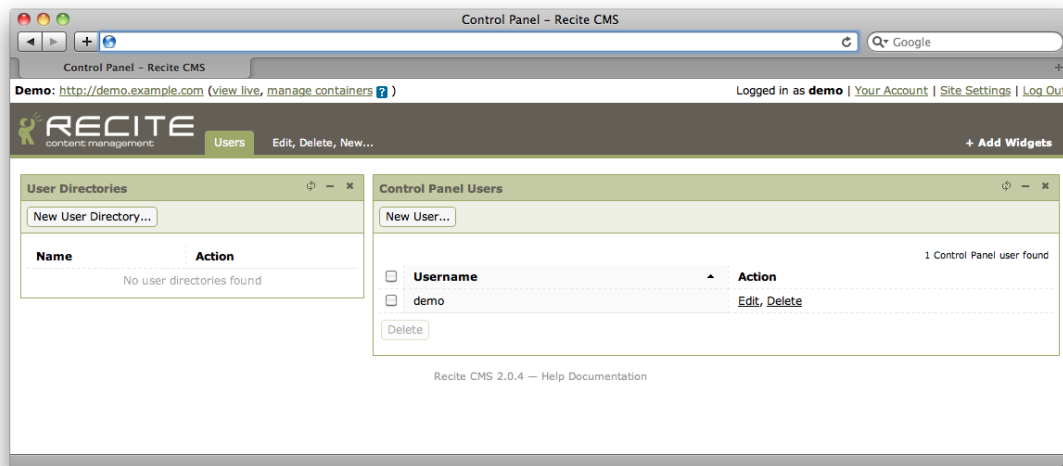 Control Panel – Recite CMS
Google
Control Panel – Recite CMS
Demo: http://demo.example.com (view live, manage containers ? ) Logged in as demo | Your Account | Site Settings | Log Out
RECITE
content management
Users Edit, Delete, New... + Add Widgets
User Directories
New User Directory...
Name Action
No user directories found
Control Panel Users
New User...
1 Control Panel user found
Username Action
demo Edit, Delete
Delete
Recite CMS 2.0.4 — Help Documentation